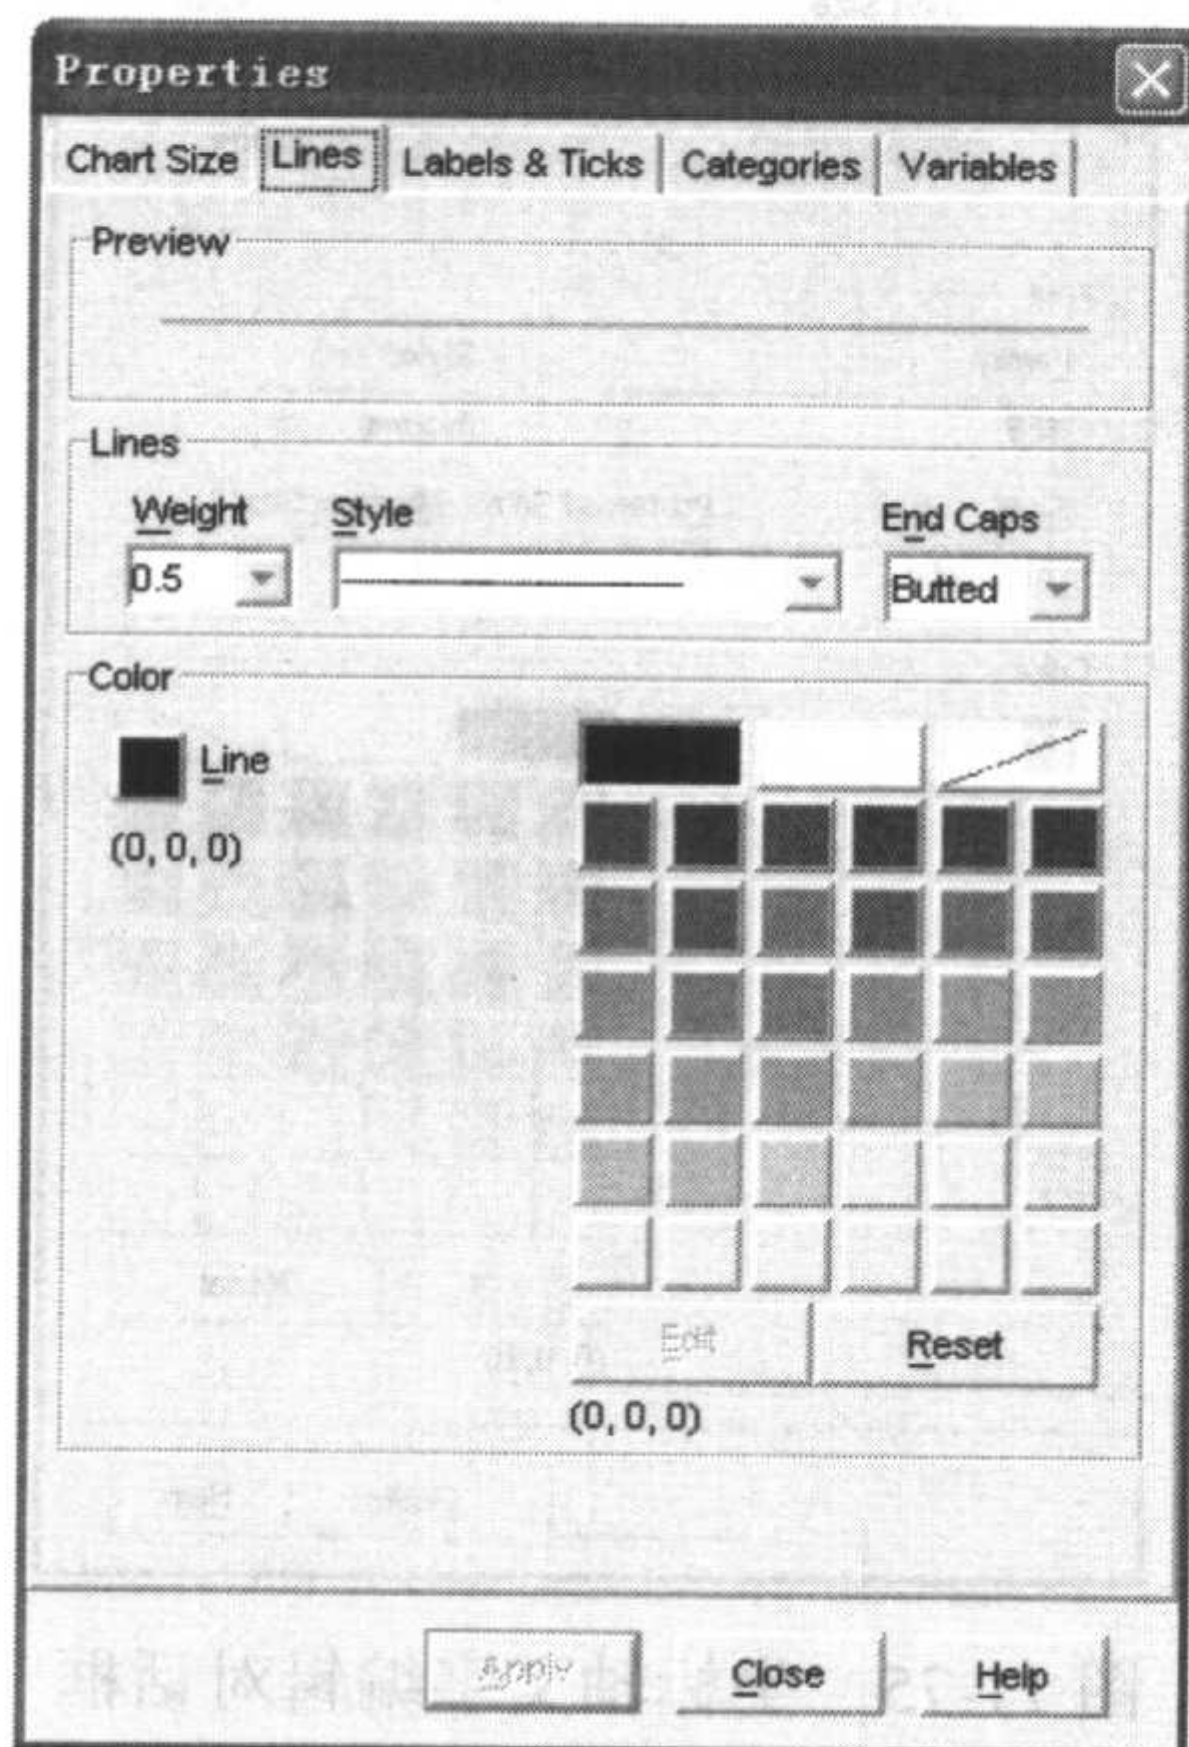 Properties
Chart Size Lines Labels & Ticks Categories Variables
Preview
Lines
Weight Style End Caps
0.5 Butted
Color
Line
(0, 0, 0)
Edit Reset
(0, 0, 0)
Apply Close Help